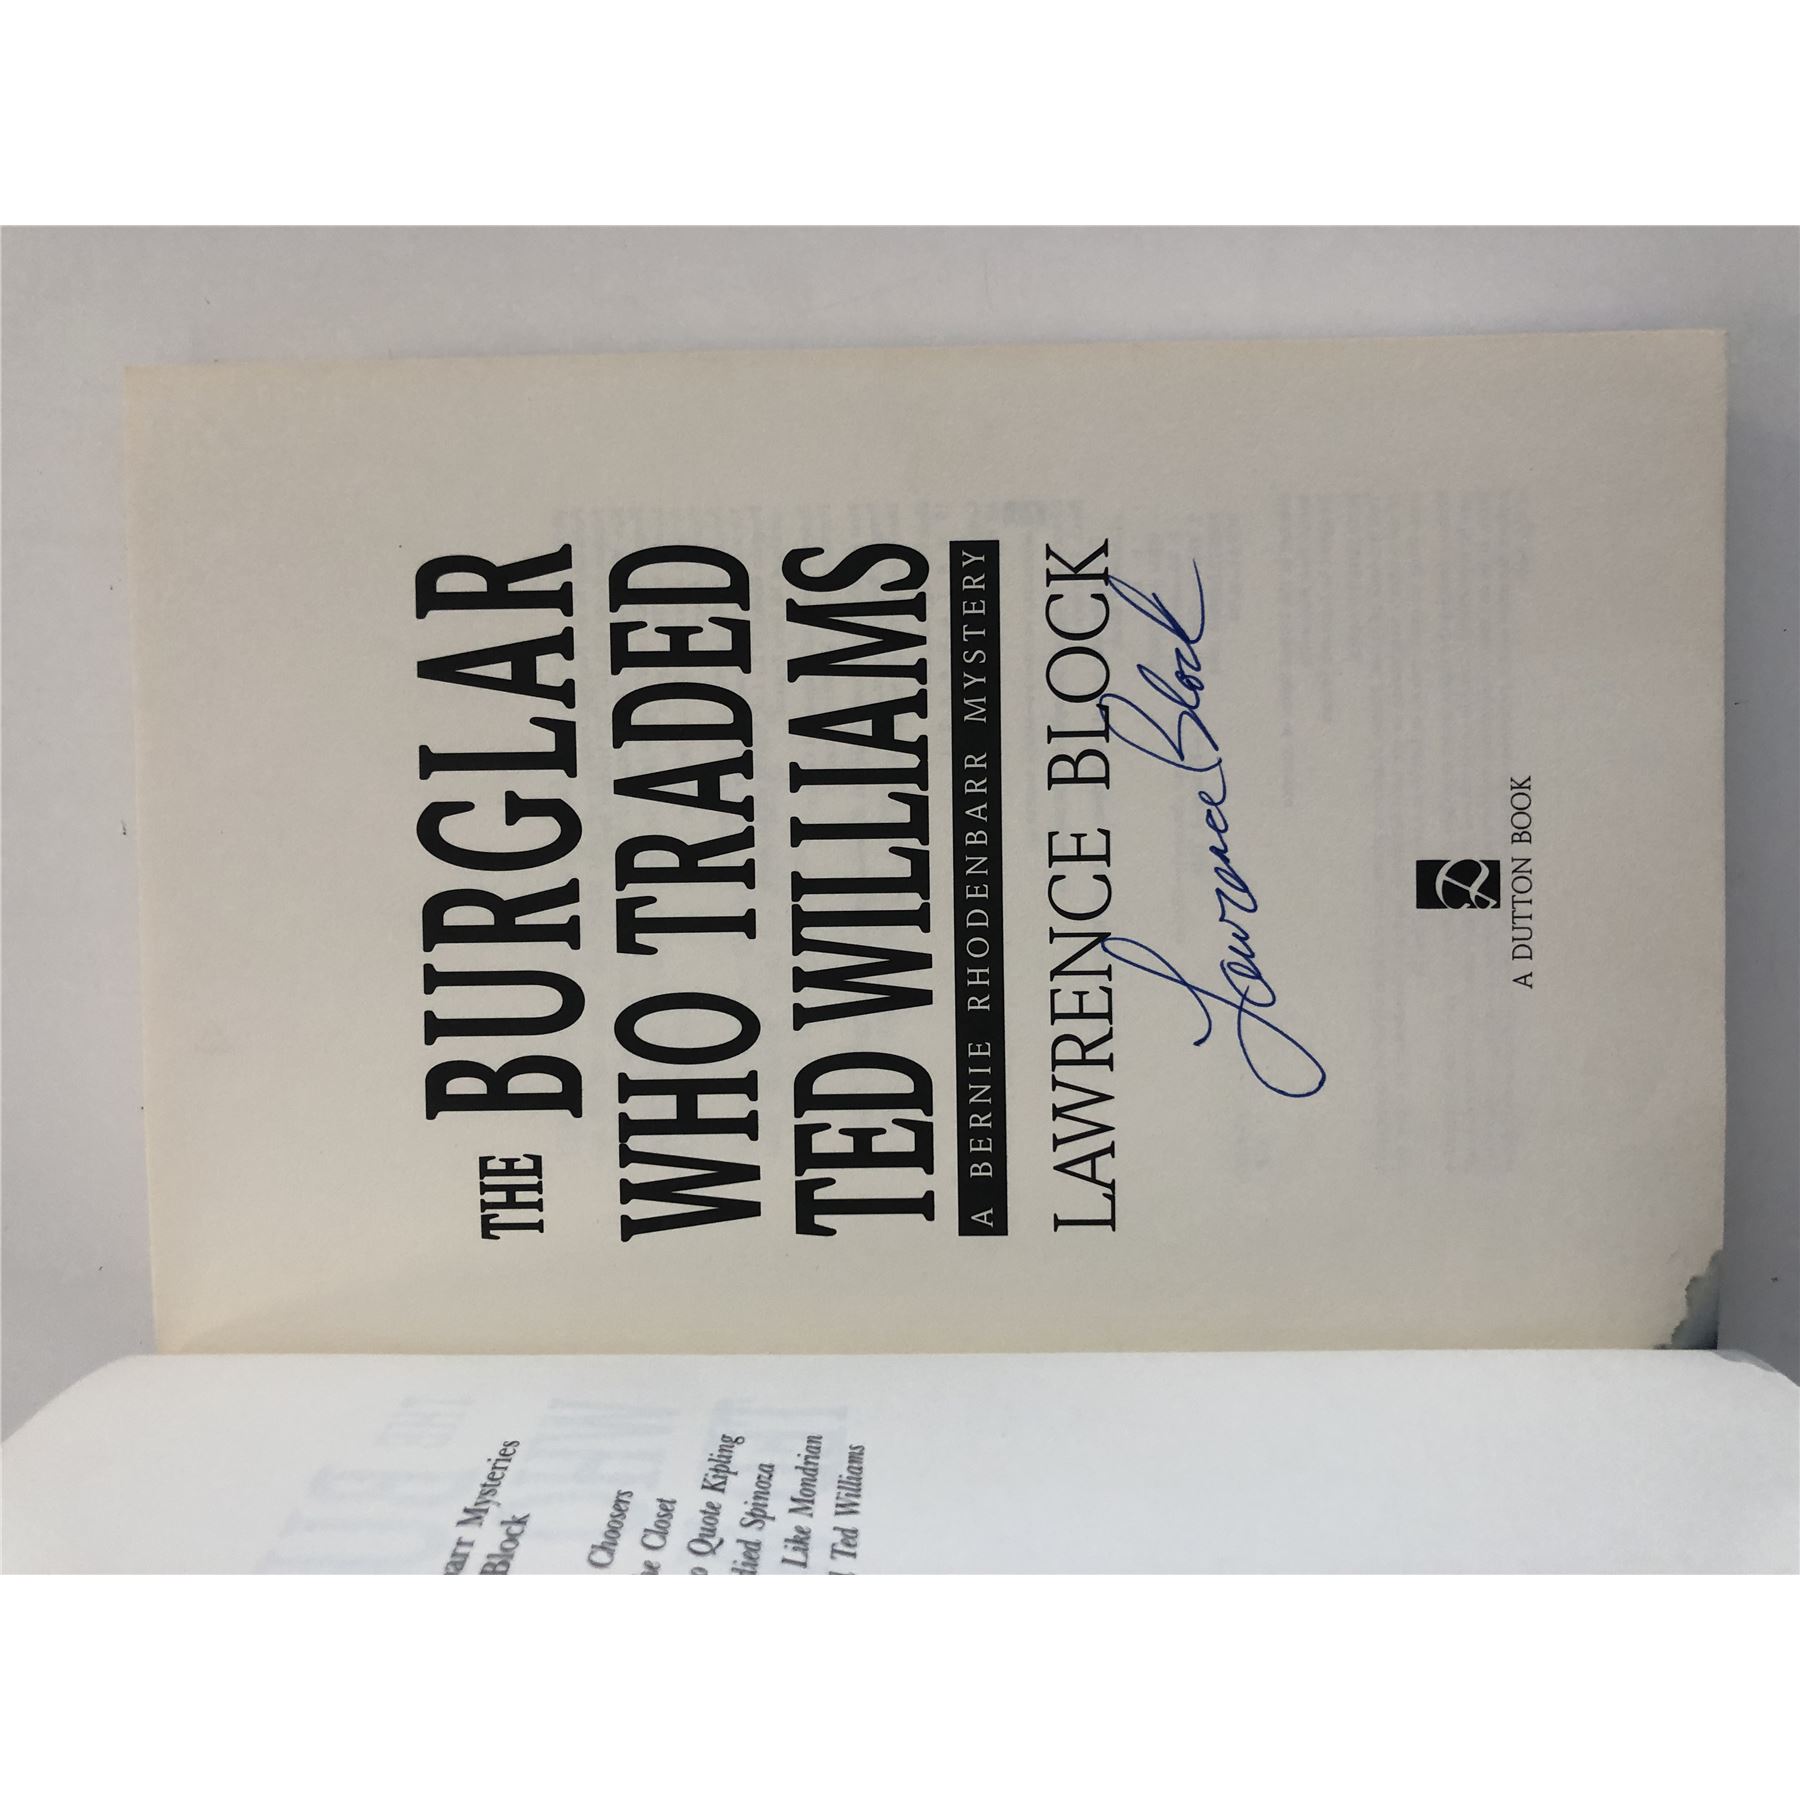 THE BURGLAR
WHO TRADED
TED WILLIAMS
A BERNIE RHODENBARR MYSTERY
LAWRENCE BLOCK
Lawrence Block
A DUTTON BOOK
Mysteries
Block
Choosers
Closet
Quote Kipling
Spinoza
Like Mondrian
Ted Williams